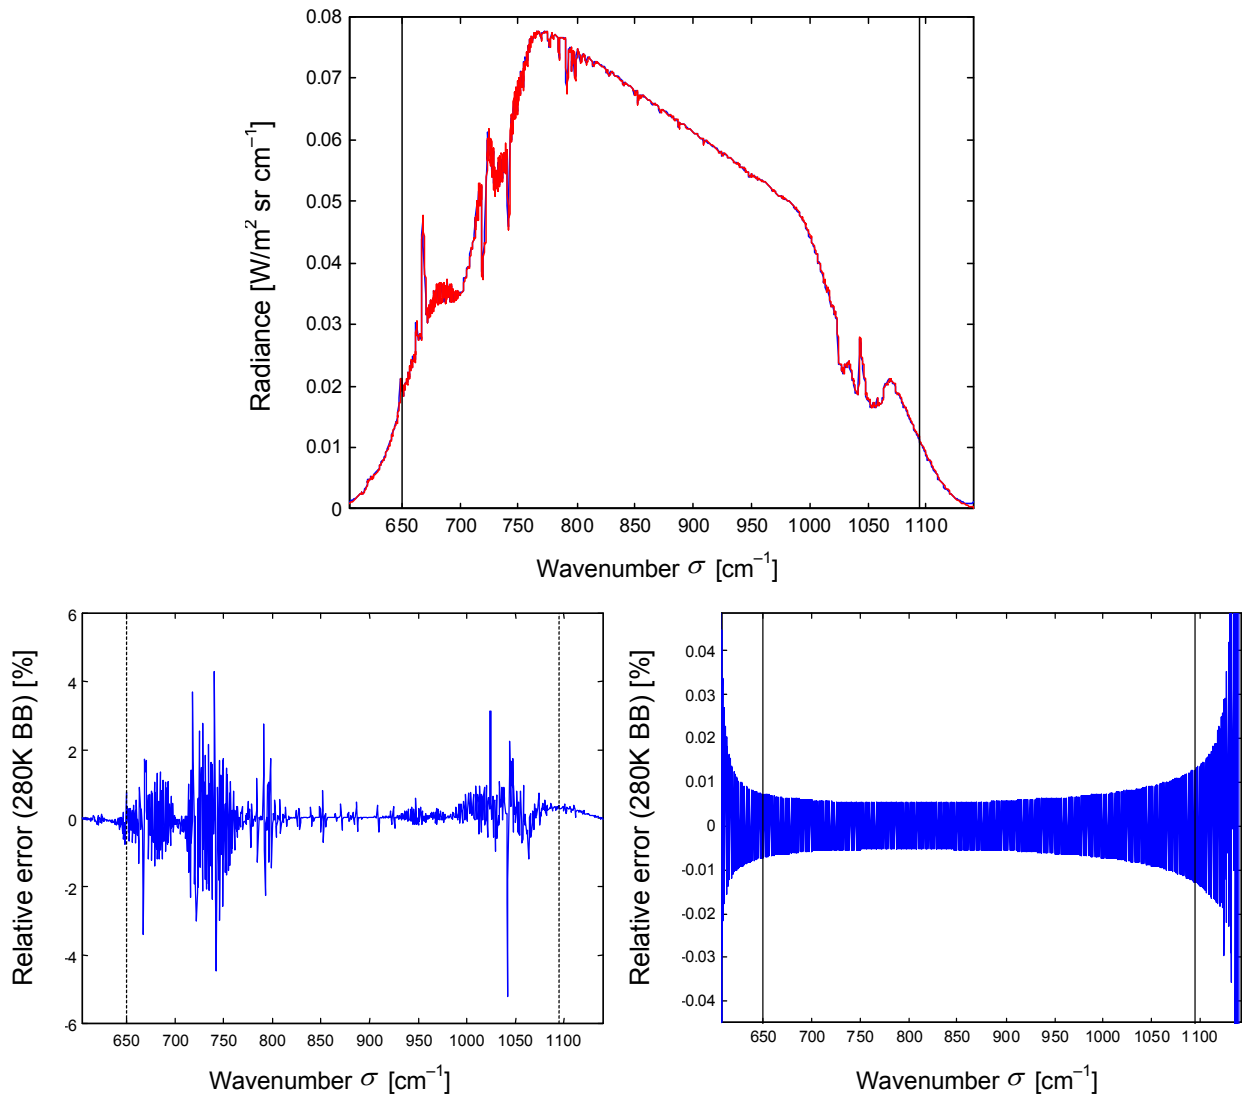 0.08
0.07
0.06
0.05
0.04
0.03
0.02
0.01
0
Radiance [W/m² sr cm⁻¹]
650 700 750 800 850 900 950 1000 1050 1100
Wavenumber σ [cm⁻¹]
6
4
2
0
-2
-4
-6
Relative error (280K BB) [%]
650 700 750 800 850 900 950 1000 1050 1100
Wavenumber σ [cm⁻¹]
0.04
0.03
0.02
0.01
0
-0.01
-0.02
-0.03
-0.04
Relative error (280K BB) [%]
650 700 750 800 850 900 950 1000 1050 1100
Wavenumber σ [cm⁻¹]